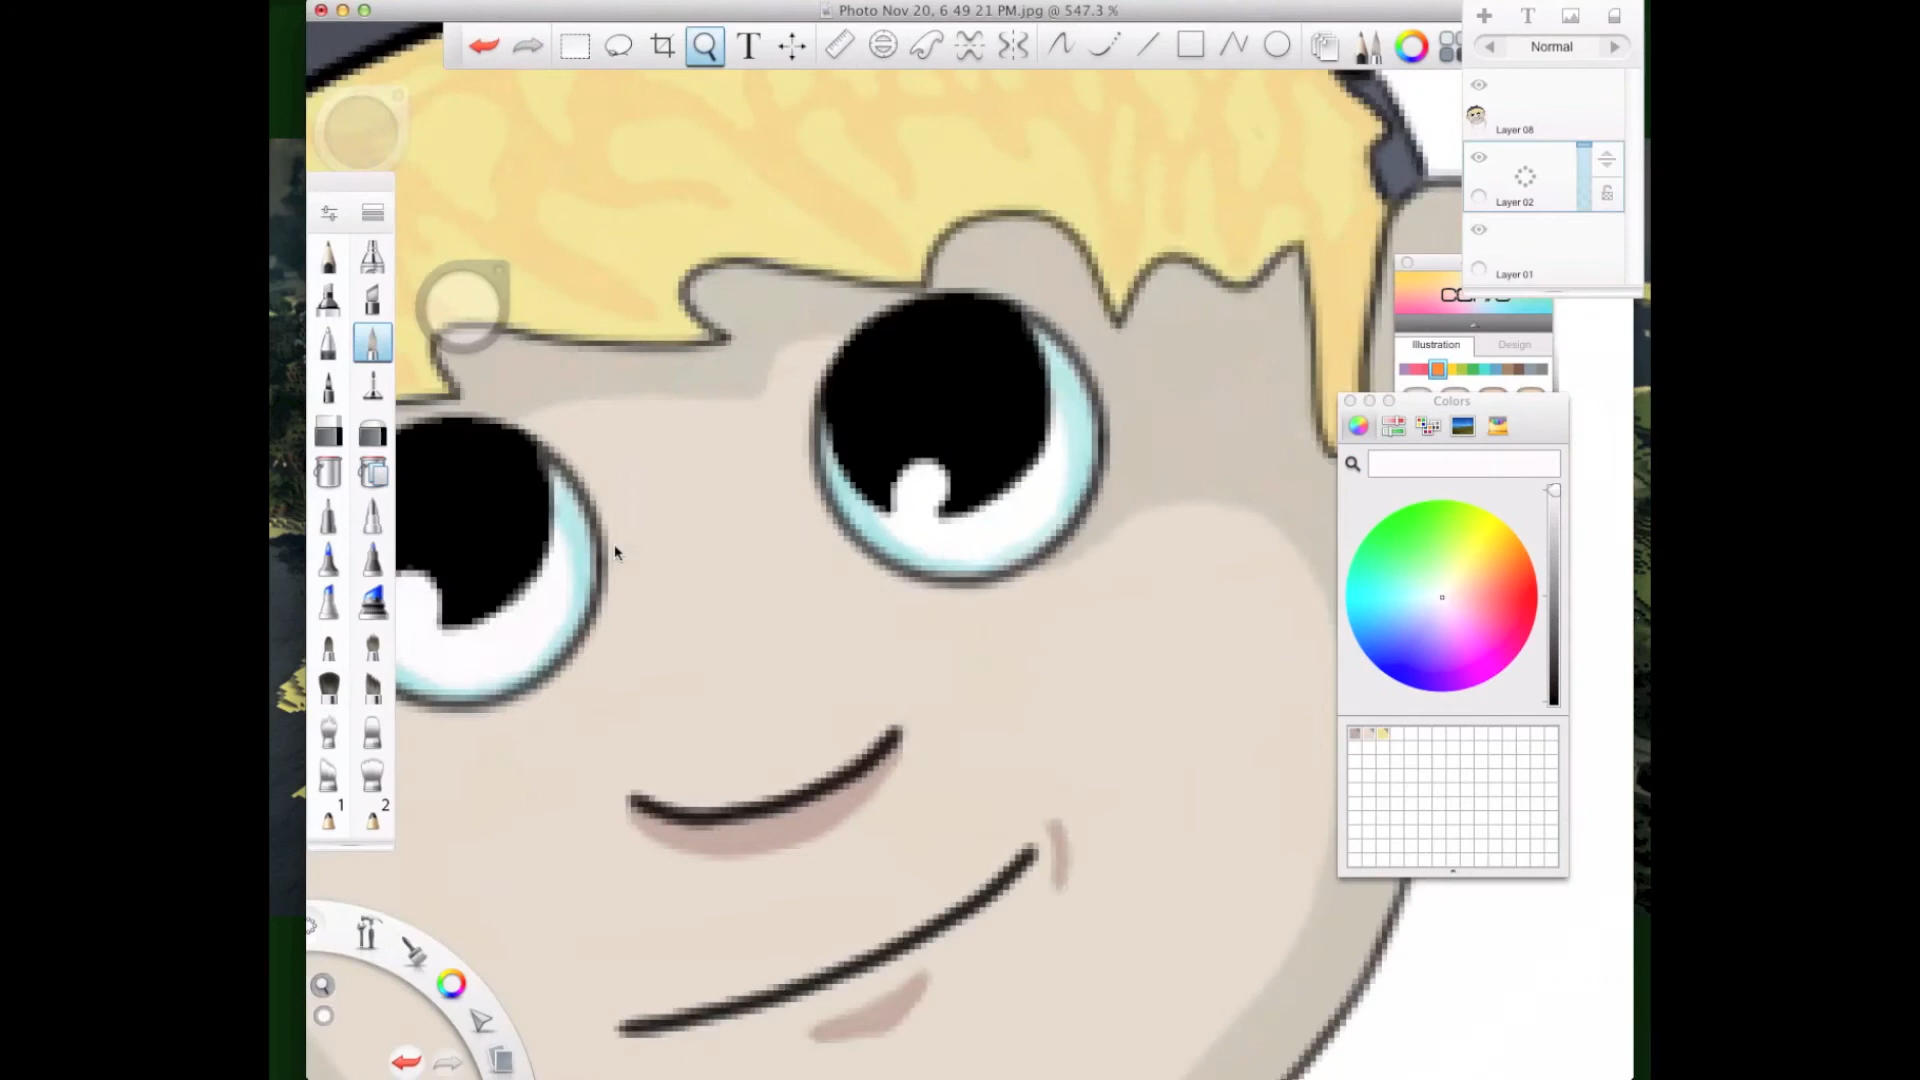 Photo Nov 20, 6 49 21 PM.jpg @ 547.3 %
T
T
Normal
Layer 08
Layer 02
Layer 01
Illustration
Design
Colors
1
2